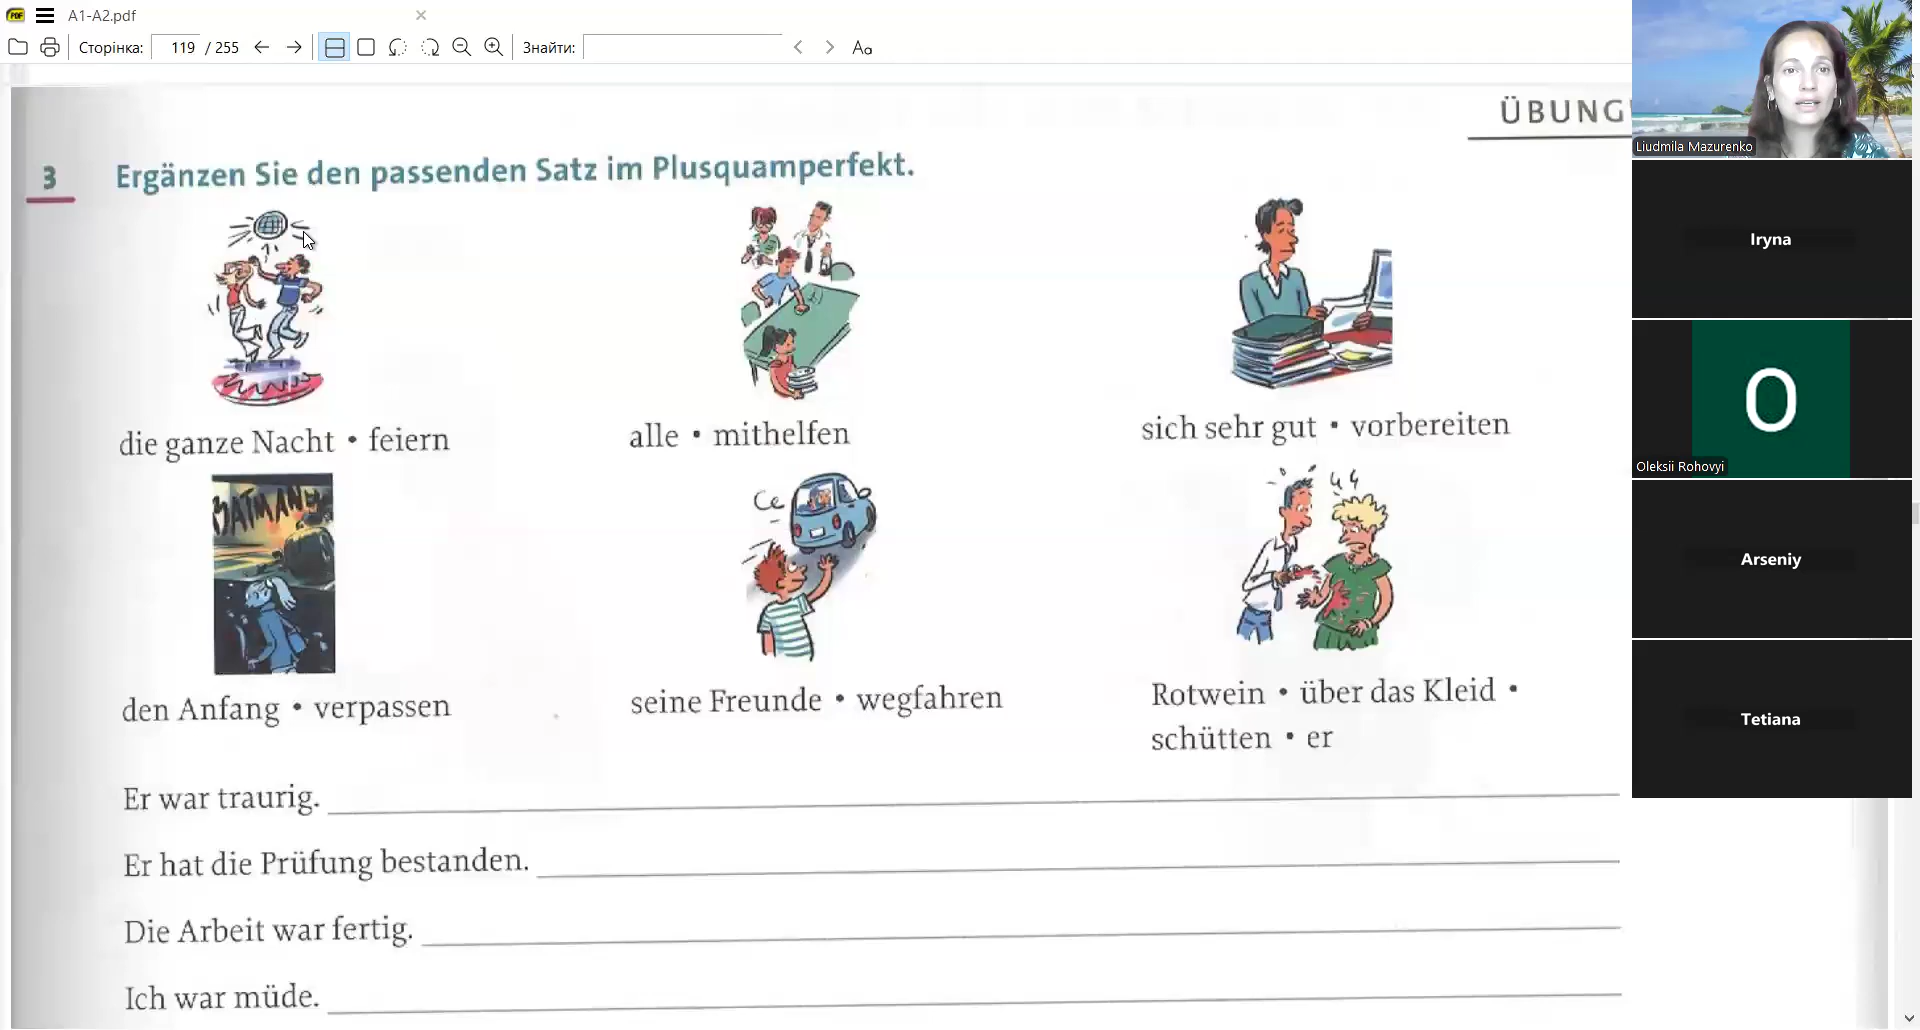 A1-A2.pdf
Сторінка: 119 / 255 Знайти: Aa
ÜBUNG
3 Ergänzen Sie den passenden Satz im Plusquamperfekt.
die ganze Nacht • feiern
alle • mithelfen
sich sehr gut • vorbereiten
BATMAN
den Anfang • verpassen
seine Freunde • wegfahren
Rotwein • über das Kleid •
schütten • er
Er war traurig.
Er hat die Prüfung bestanden.
Die Arbeit war fertig.
Ich war müde.
Liudmila Mazurenko
Iryna
O
Oleksii Rohovyi
Arseniy
Tetiana